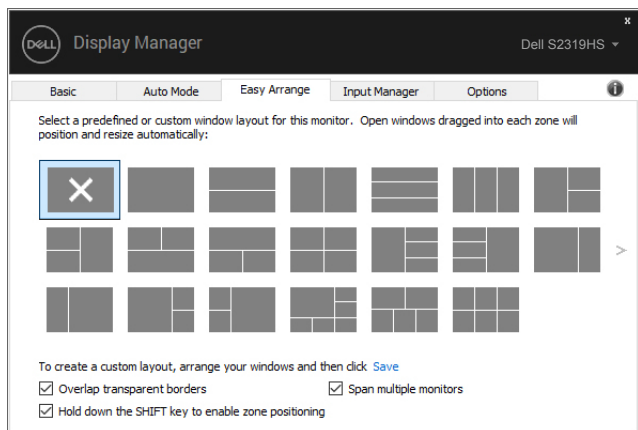 x
DELL Display Manager
Dell S2319HS
Basic Auto Mode Easy Arrange Input Manager Options
Select a predefined or custom window layout for this monitor. Open windows dragged into each zone will
position and resize automatically:
To create a custom layout, arrange your windows and then click Save
Overlap transparent borders Span multiple monitors
Hold down the SHIFT key to enable zone positioning